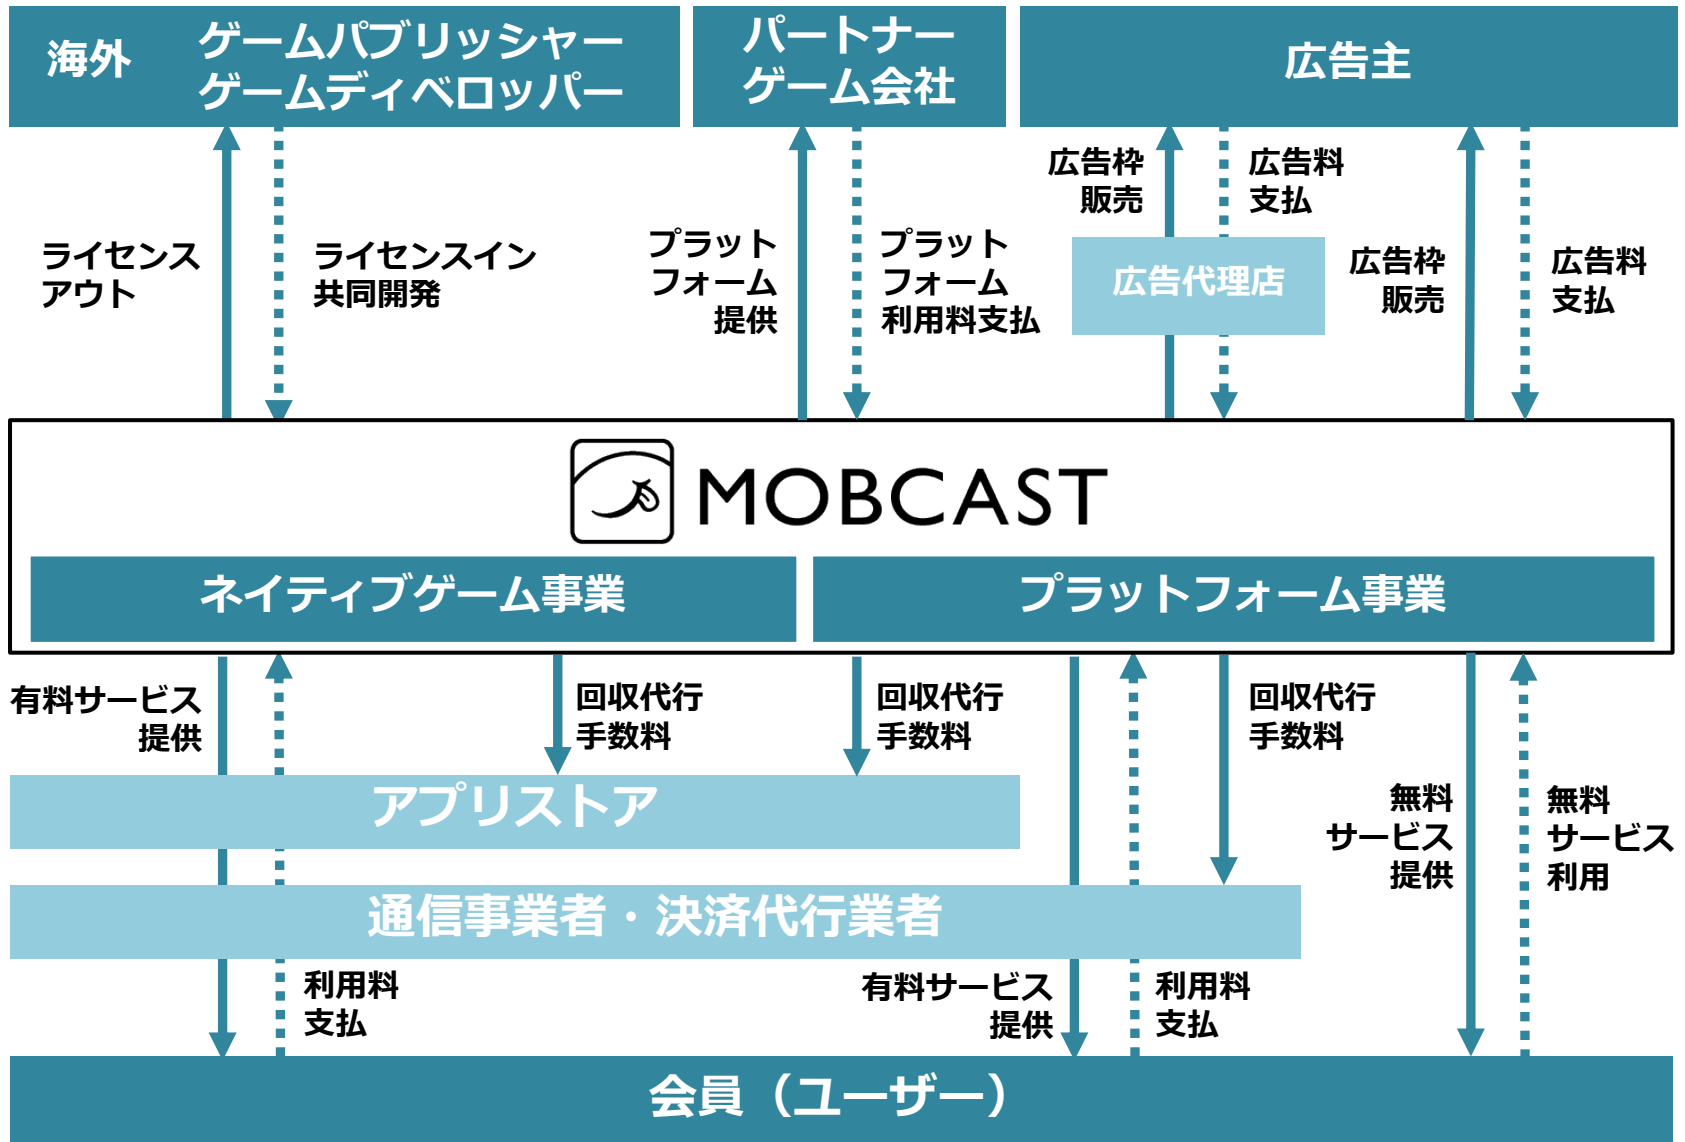 海外
ゲームパブリッシャー
ゲームディベロッパー
パートナー
ゲーム会社
広告主
ライセンス
アウト
ライセンスイン
共同開発
プラット
フォーム
提供
プラット
フォーム
利用料支払
広告枠
販売
広告料
支払
広告代理店
広告枠
販売
広告料
支払
MOBCAST
ネイティブゲーム事業
プラットフォーム事業
有料サービス
提供
回収代行
手数料
回収代行
手数料
回収代行
手数料
アプリストア
無料
サービス
提供
無料
サービス
利用
通信事業者・決済代行業者
利用料
支払
有料サービス
提供
利用料
支払
会員（ユーザー）